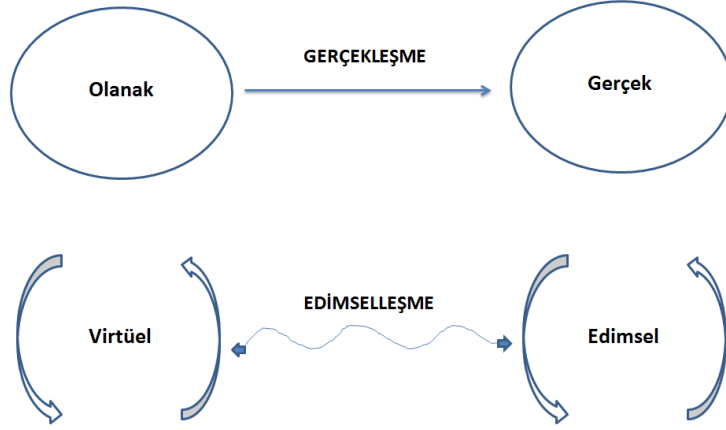 GERÇEKLEŞME
Olanak
Gerçek
EDİMSELLEŞME
Virtüel
Edimsel